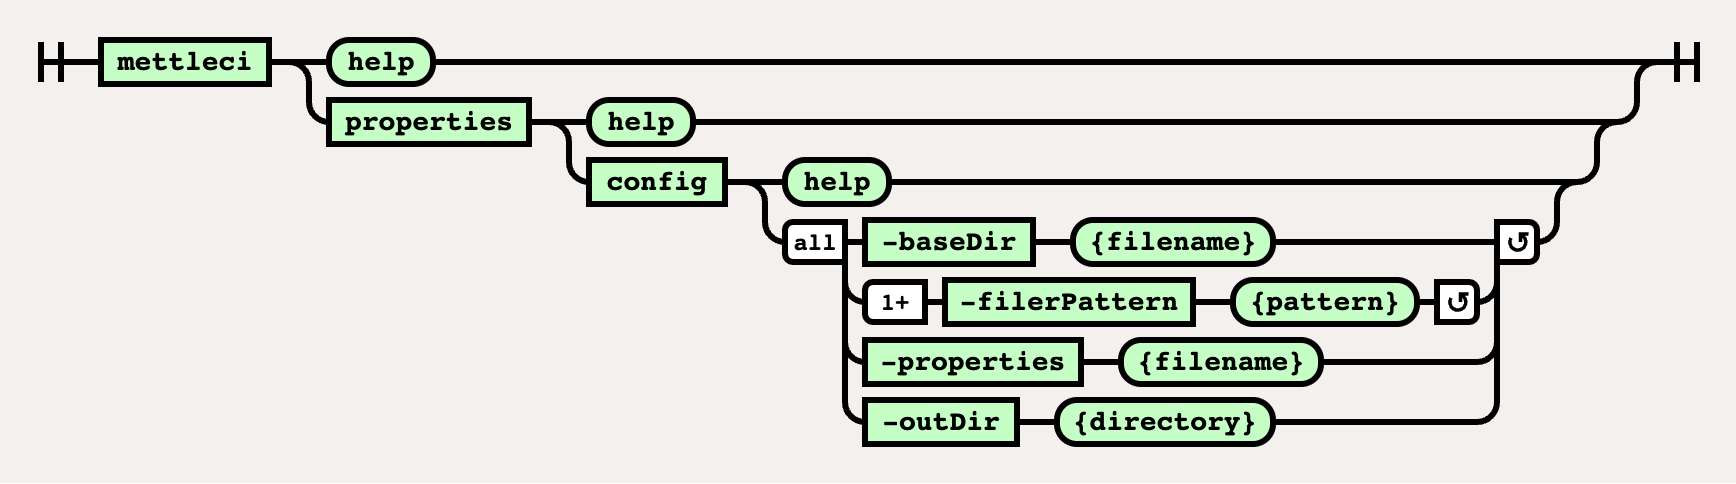 mettleci help
properties help
config help
all -baseDir {filename} ↺
1+ -filerPattern {pattern} ↺
-properties {filename}
-outDir {directory}